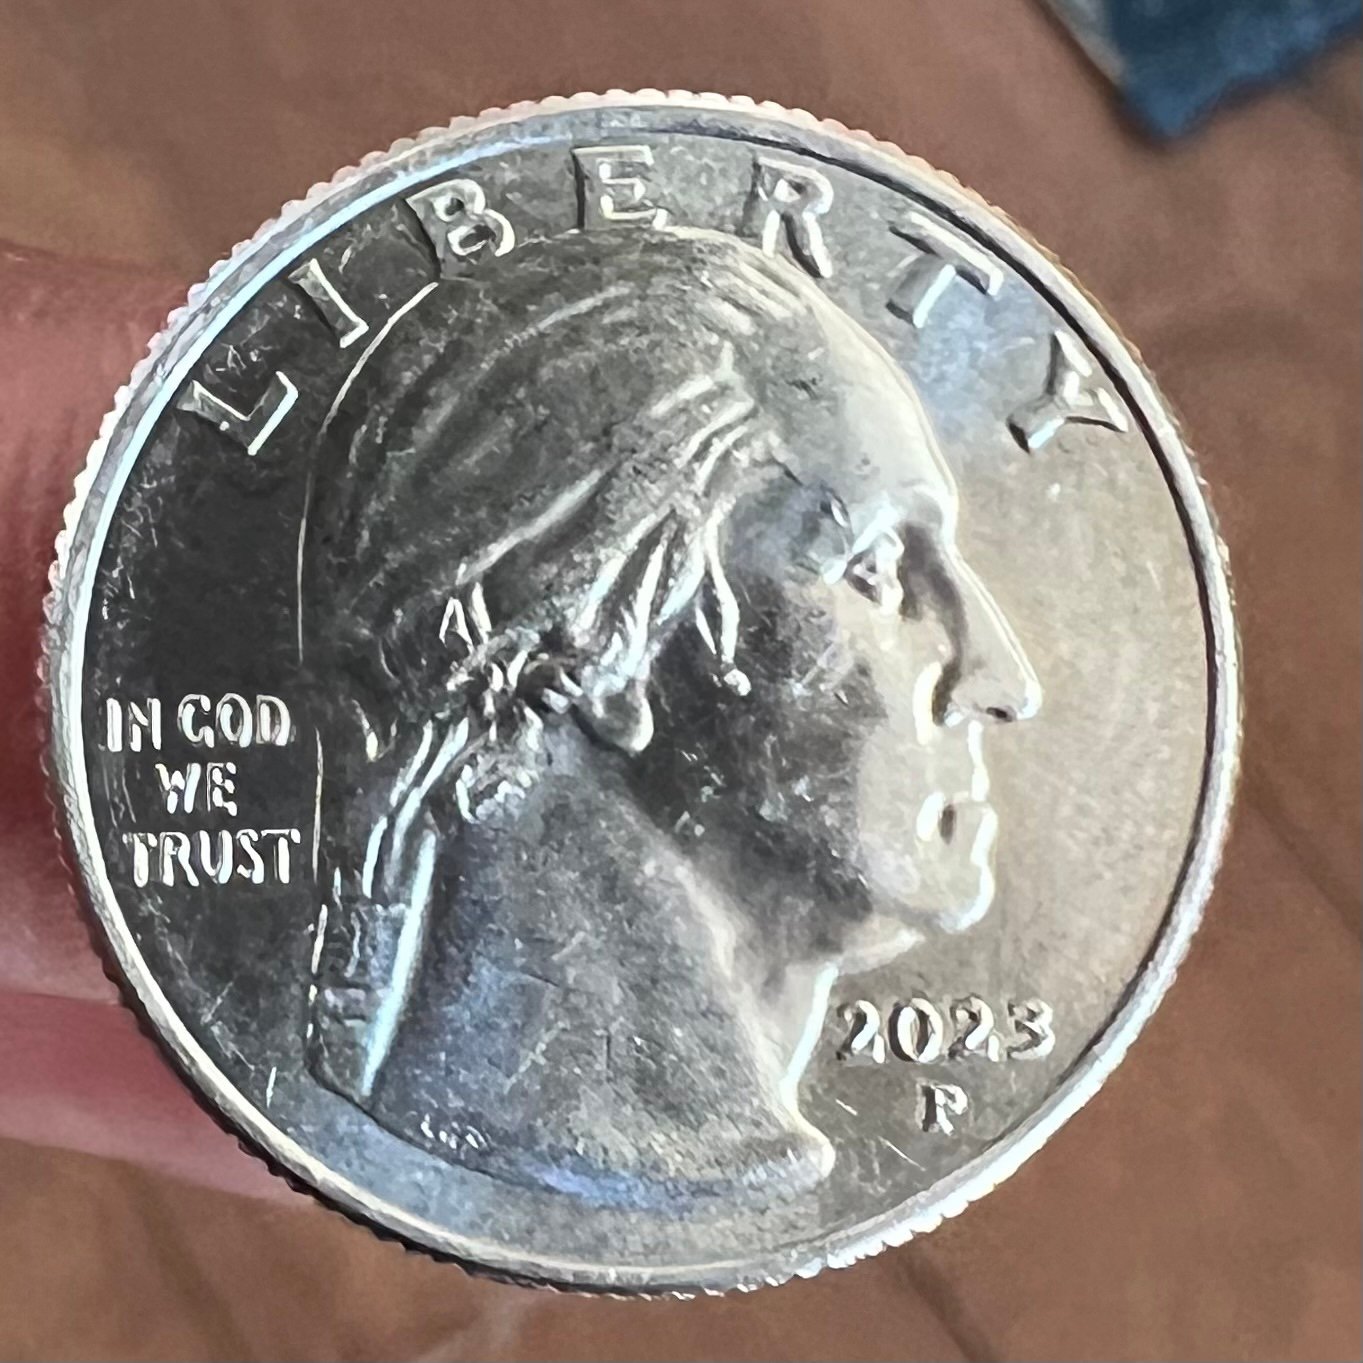 LIBERTY
IN GOD
WE
TRUST
2023
P